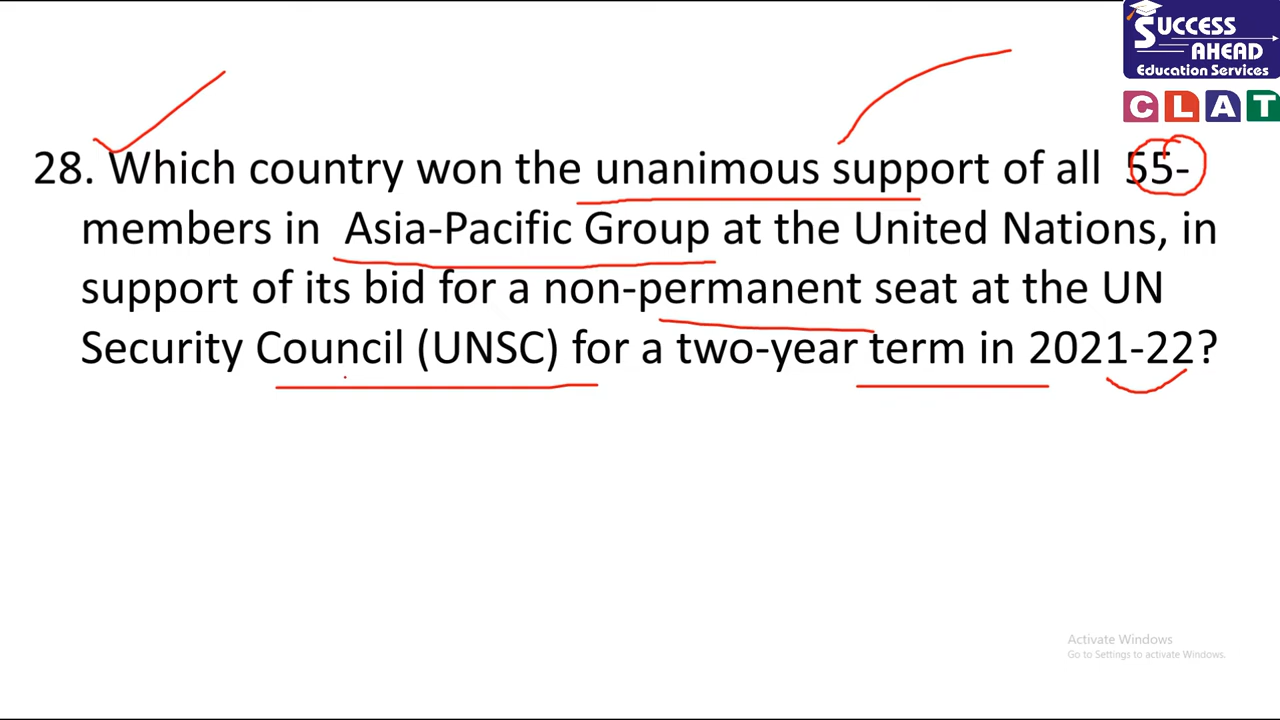 SUCCESS
AHEAD
Education Services
CLAT
28. Which country won the unanimous support of all 55-
members in Asia-Pacific Group at the United Nations, in
support of its bid for a non-permanent seat at the UN
Security Council (UNSC) for a two-year term in 2021-22?
Activate Windows
Go to Settings to activate Windows.